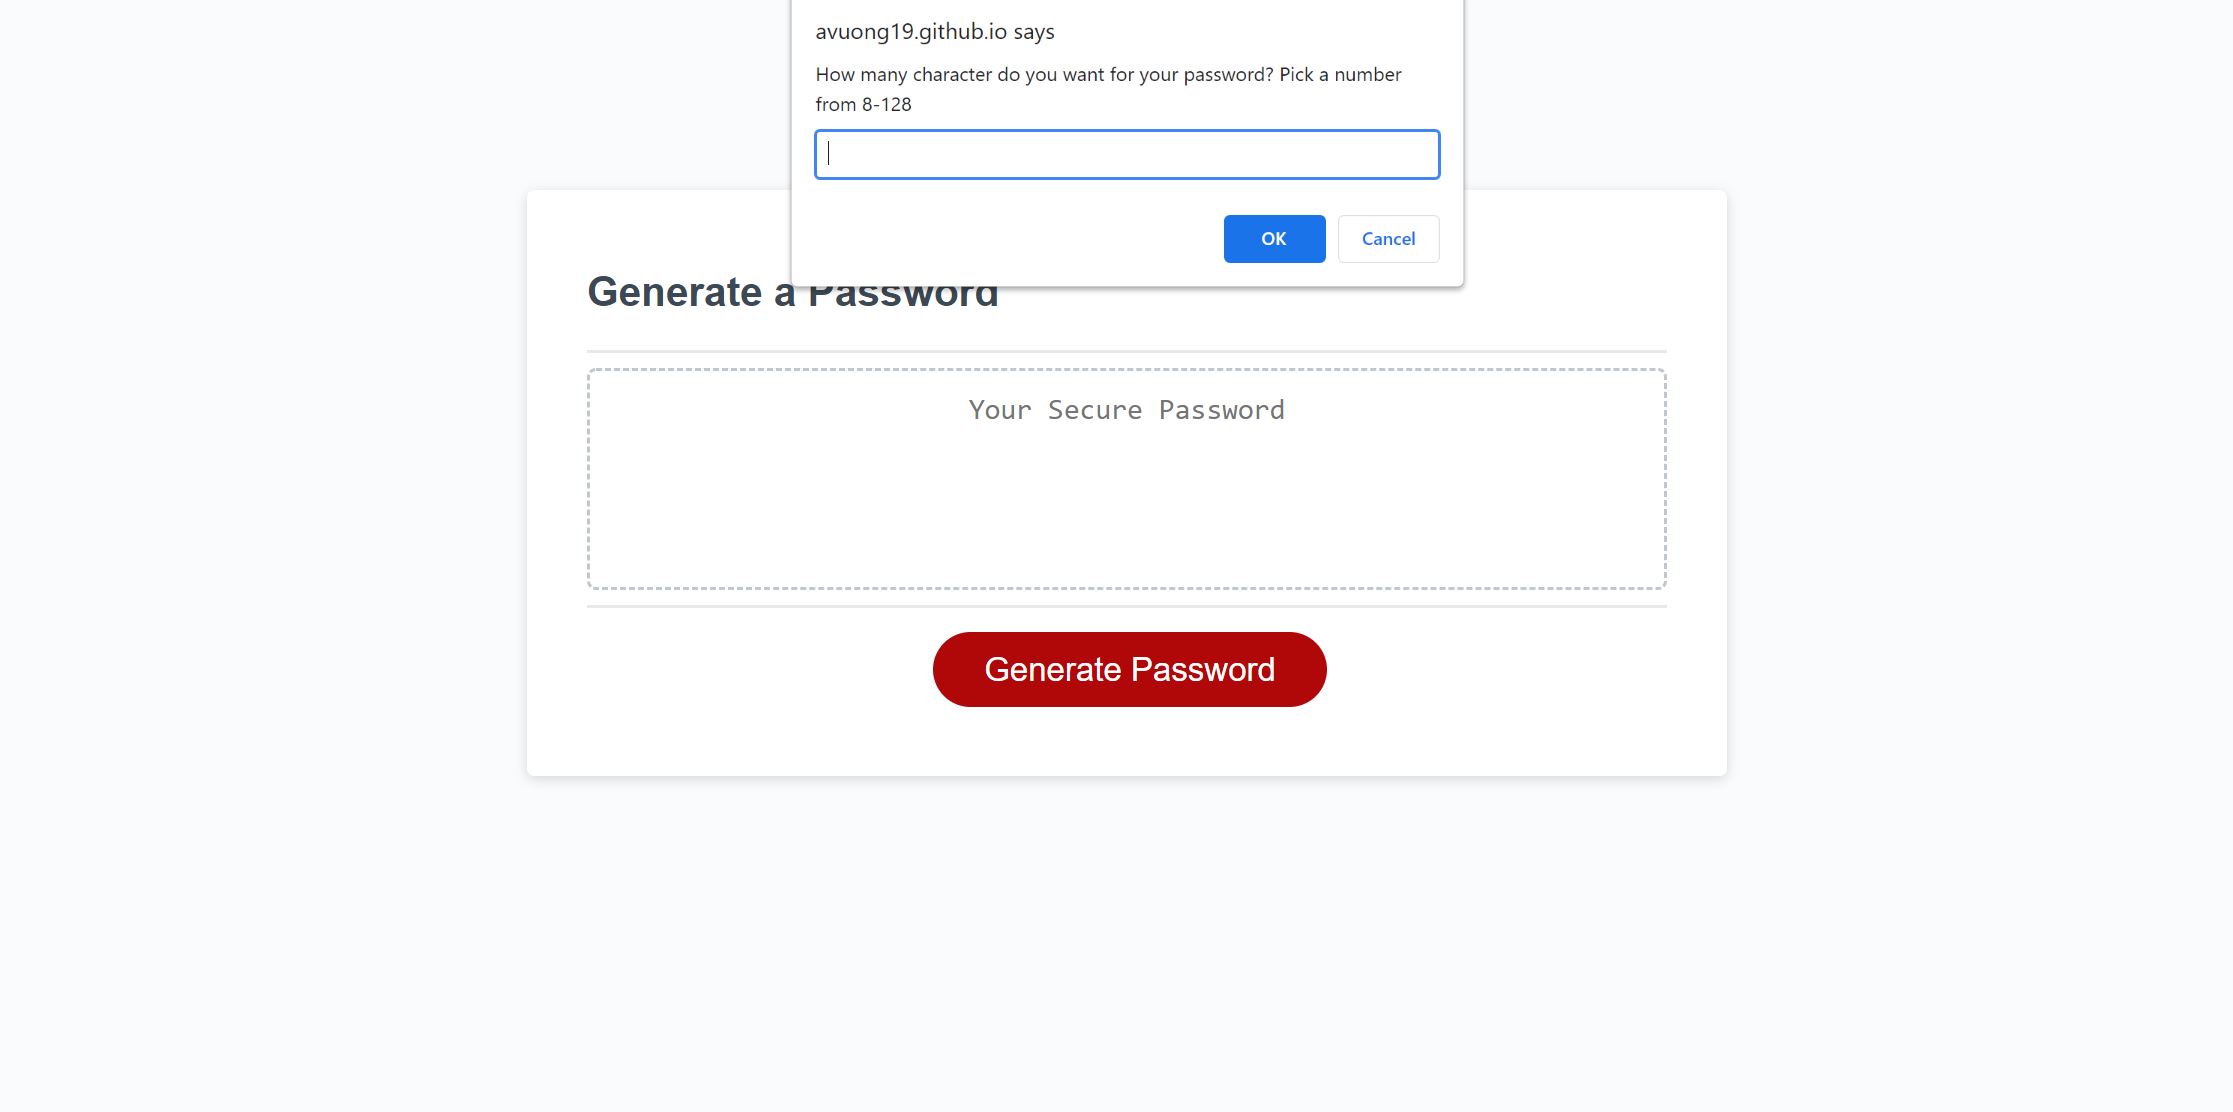 avuong19.github.io says
How many character do you want for your password? Pick a number
from 8-128
OK
Cancel
Generate a Password
Your Secure Password
Generate Password